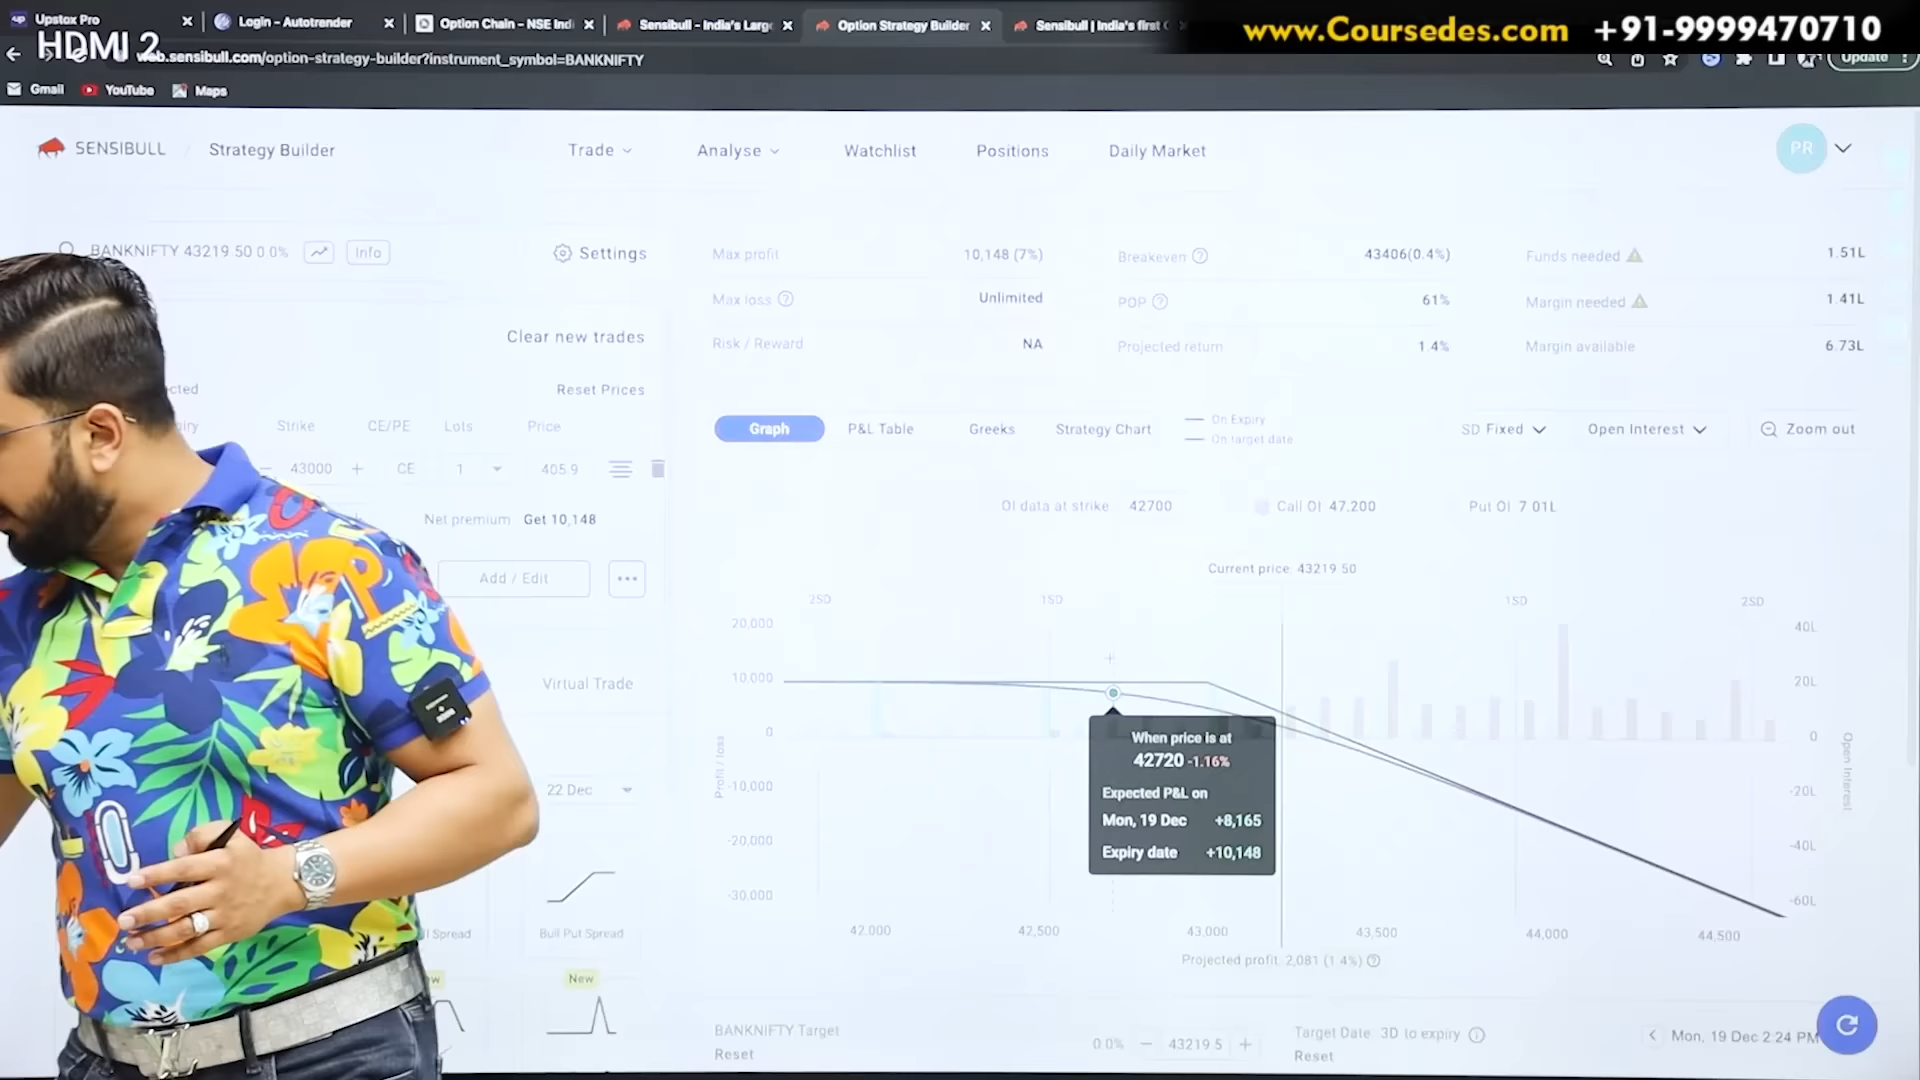 Upstox Pro
Login - Autotrender
Option Chain - NSE Indi
Sensibull - India's Larg
Option Strategy Builder
Sensibull | India's first
www.Coursedes.com +91-9999470710
HDMI 2
web.sensibull.com/option-strategy-builder?instrument_symbol=BANKNIFTY
Update
Gmail
YouTube
Maps
SENSIBULL / Strategy Builder
Trade
Analyse
Watchlist
Positions
Daily Market
PR
BANKNIFTY 43219.50 0.0%
Info
Settings
Max profit 10,148 (7%)
Breakeven 43406(0.4%)
Funds needed 1.51L
Max loss Unlimited
POP 61%
Margin needed 1.41L
Risk / Reward NA
Projected return 1.4%
Margin available 6.73L
Clear new trades
Reset Prices
Strike CE/PE Lots Price
43000 + CE 1 405.9
Net premium Get 10,148
Add / Edit
...
Graph
P&L Table
Greeks
Strategy Chart
On Expiry
On target date
SD Fixed
Open Interest
Zoom out
OI data at strike 42700
Call OI 47,200
Put OI 7.01L
Current price: 43219.50
2SD
1SD
1SD
2SD
20,000
10,000
0
-10,000
-20,000
-30,000
Profit / loss
40L
20L
0
-20L
-40L
-60L
Open Interest
When price is at
42720 -1.16%
Expected P&L on
Mon, 19 Dec +8,165
Expiry date +10,148
42,000
42,500
43,000
43,500
44,000
44,500
Projected profit: 2,081 (1.4%)
Virtual Trade
22 Dec
Spread
Bull Put Spread
New
BANKNIFTY Target
Reset
0.0% − 43219.5 +
Target Date: 3D to expiry
Reset
Mon, 19 Dec 2:24 PM